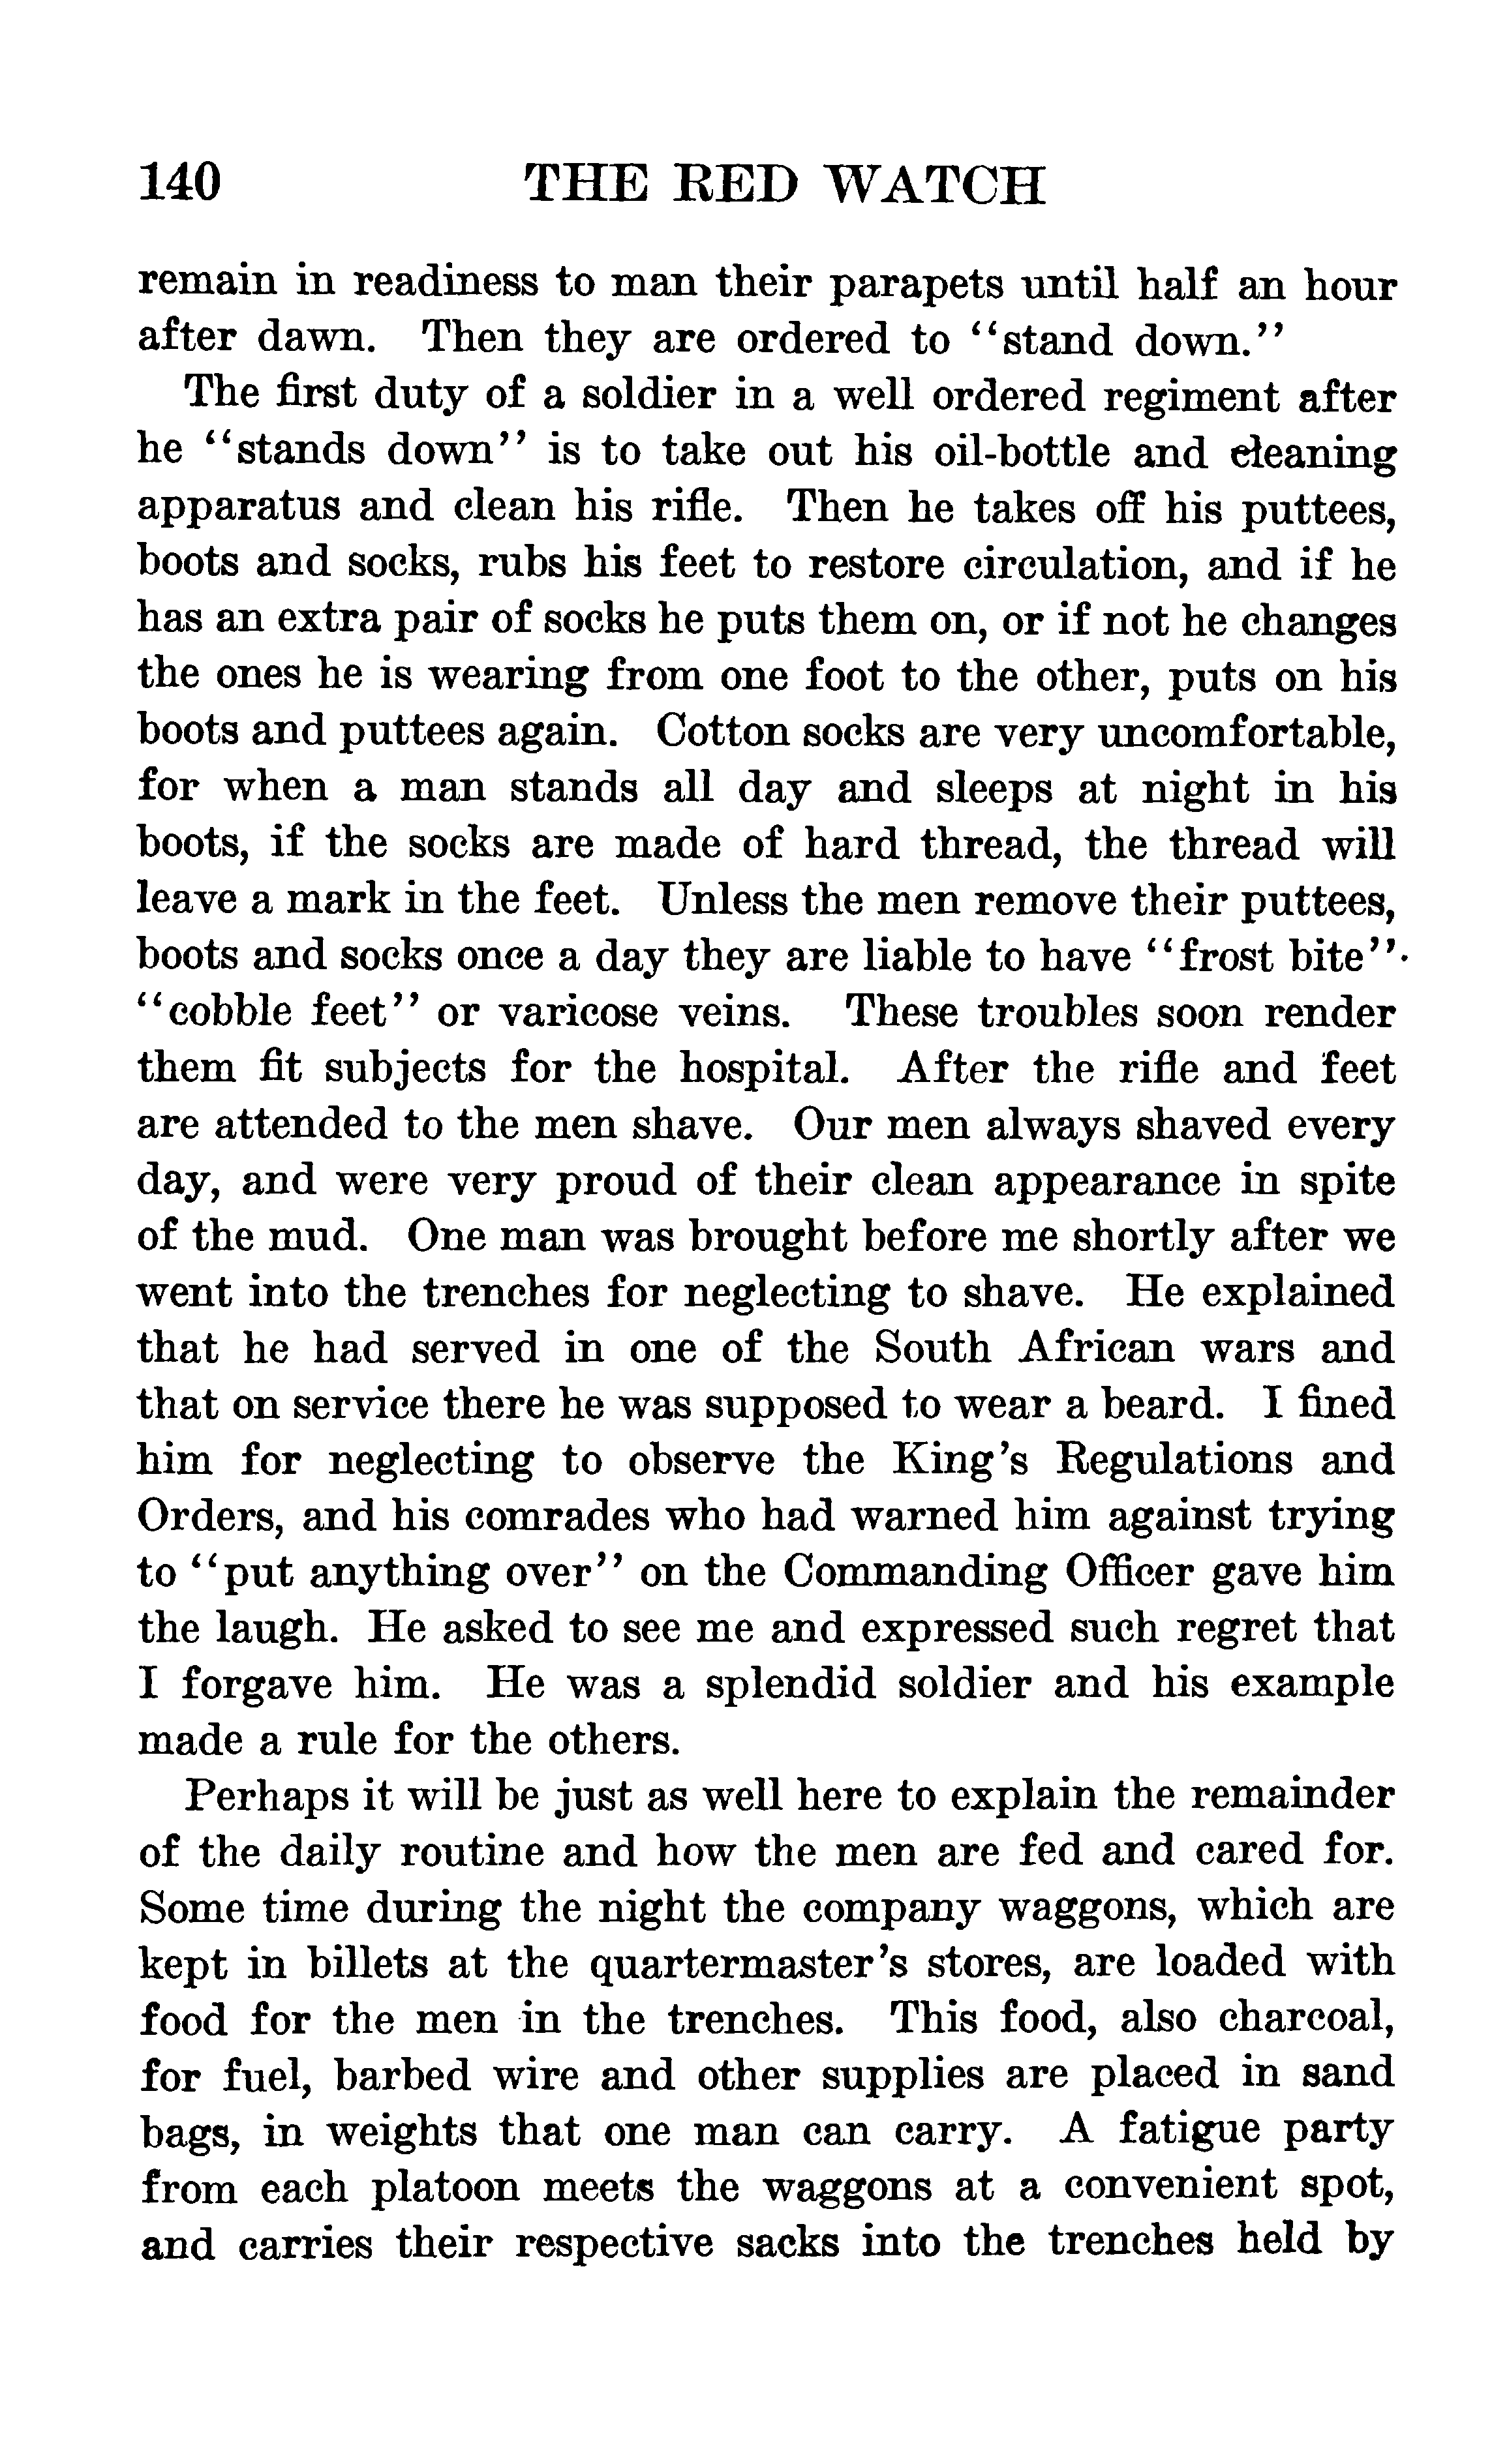 140 THE RED WATCH
remain in readiness to man their parapets until half an hour
after dawn. Then they are ordered to "stand down."
The first duty of a soldier in a well ordered regiment after
he "stands down" is to take out his oil-bottle and cleaning
apparatus and clean his rifle. Then he takes off his puttees,
boots and socks, rubs his feet to restore circulation, and if he
has an extra pair of socks he puts them on, or if not he changes
the ones he is wearing from one foot to the other, puts on his
boots and puttees again. Cotton socks are very uncomfortable,
for when a man stands all day and sleeps at night in his
boots, if the socks are made of hard thread, the thread will
leave a mark in the feet. Unless the men remove their puttees,
boots and socks once a day they are liable to have "frost bite".
"cobble feet" or varicose veins. These troubles soon render
them fit subjects for the hospital. After the rifle and feet
are attended to the men shave. Our men always shaved every
day, and were very proud of their clean appearance in spite
of the mud. One man was brought before me shortly after we
went into the trenches for neglecting to shave. He explained
that he had served in one of the South African wars and
that on service there he was supposed to wear a beard. I fined
him for neglecting to observe the King's Regulations and
Orders, and his comrades who had warned him against trying
to "put anything over" on the Commanding Officer gave him
the laugh. He asked to see me and expressed such regret that
I forgave him. He was a splendid soldier and his example
made a rule for the others.
Perhaps it will be just as well here to explain the remainder
of the daily routine and how the men are fed and cared for.
Some time during the night the company waggons, which are
kept in billets at the quartermaster's stores, are loaded with
food for the men in the trenches. This food, also charcoal,
for fuel, barbed wire and other supplies are placed in sand
bags, in weights that one man can carry. A fatigue party
from each platoon meets the waggons at a convenient spot,
and carries their respective sacks into the trenches held by